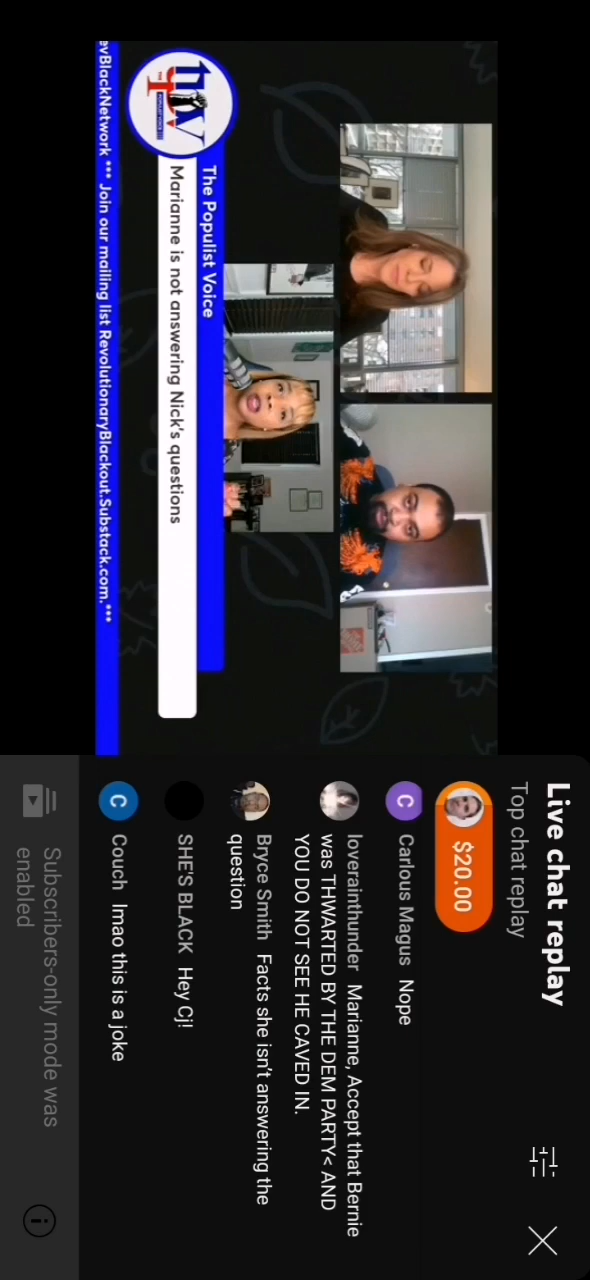 The Populist Voice
Marianne is not answering Nick's questions
evBlackNetwork *** Join our mailing list RevolutionaryBlackout.Substack.com. ***
Live chat replay
Top chat replay
$20.00
C Carlous Magus Nope
loverainthunder Marianne, Accept that Bernie
was THWARTED BY THE DEM PARTY< AND
YOU DO NOT SEE HE CAVED IN.
Bryce Smith Facts she isn't answering the
question
SHE'S BLACK Hey Cj!
C Couch lmao this is a joke
Subscribers-only mode was
enabled